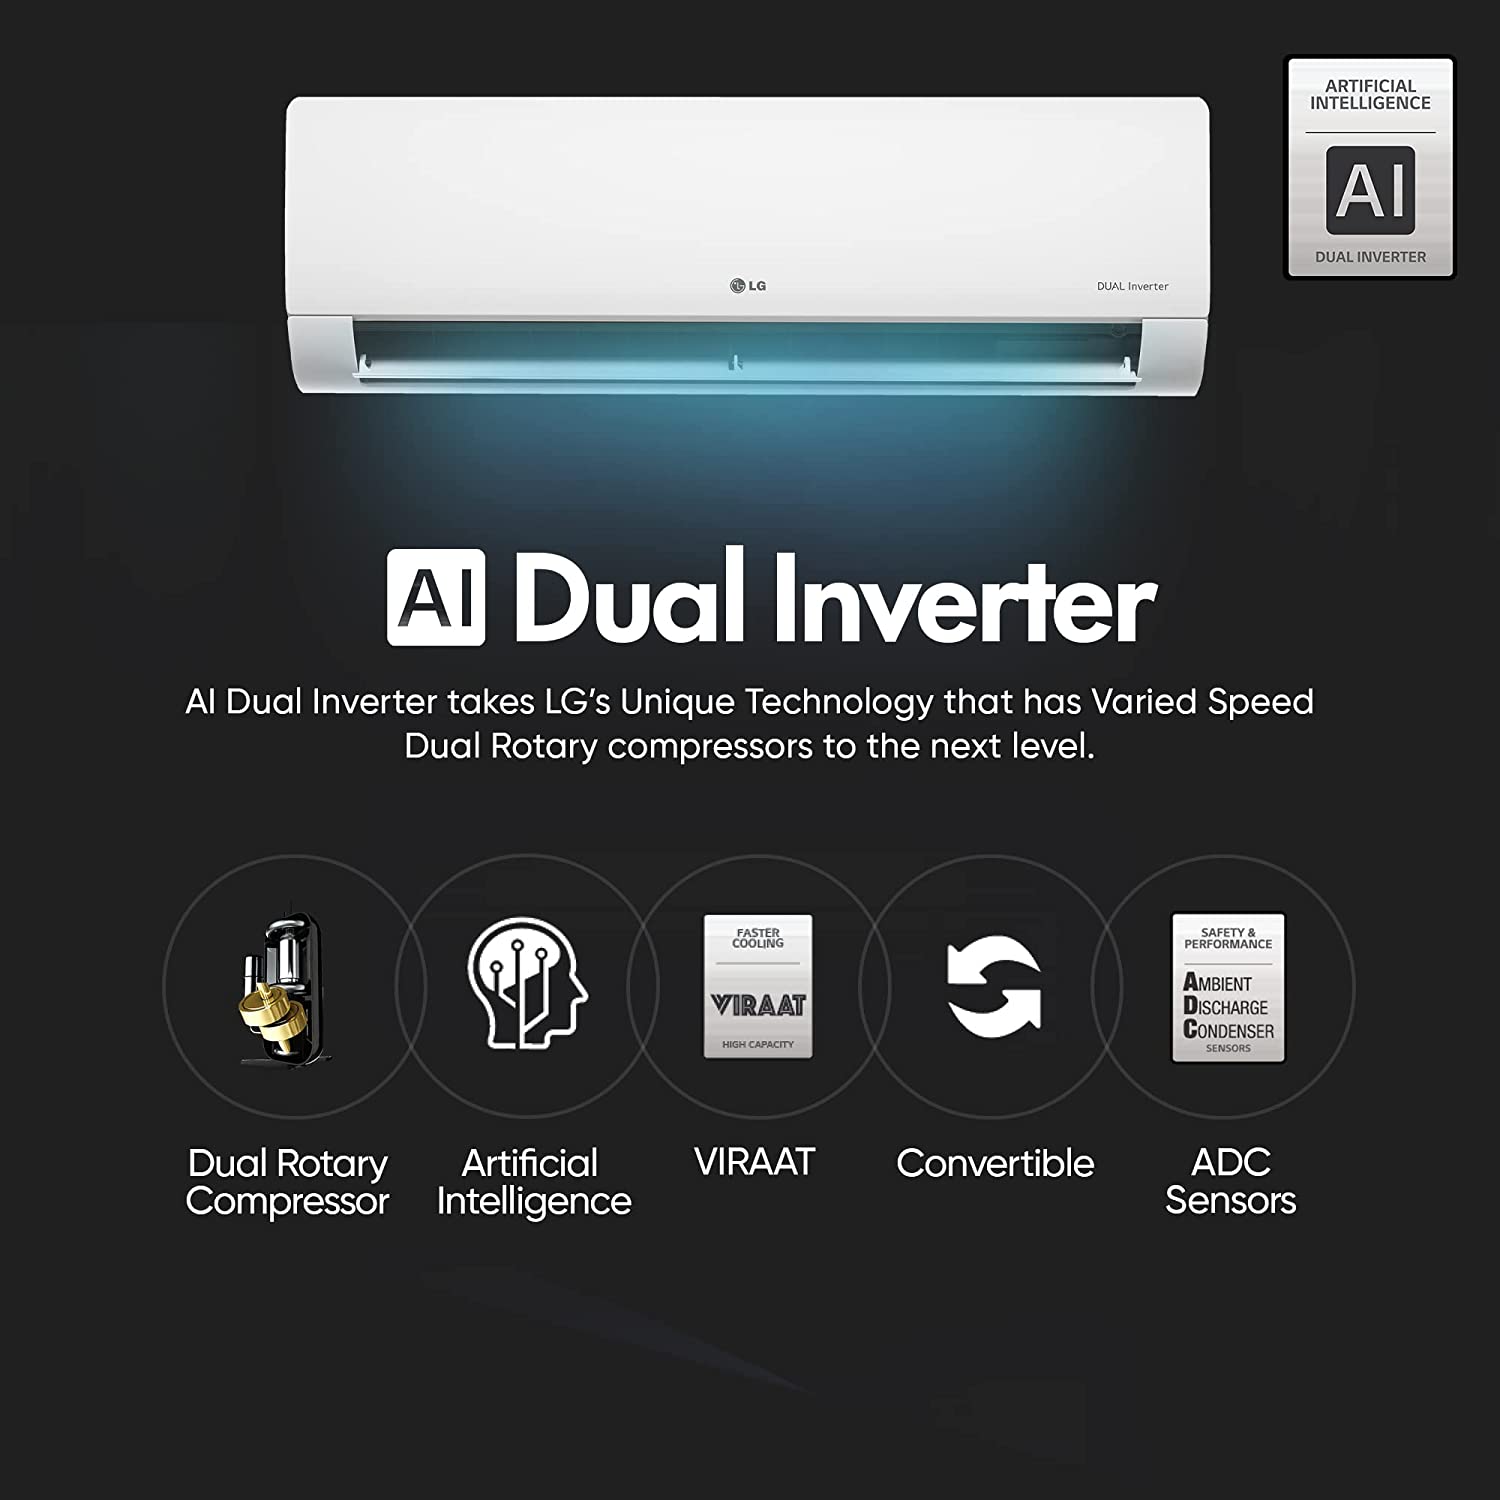 ARTIFICIAL
INTELLIGENCE
AI
DUAL INVERTER
LG
DUAL Inverter
AI Dual Inverter
AI Dual Inverter takes LG’s Unique Technology that has Varied Speed
Dual Rotary compressors to the next level.
FASTER
COOLING
VIRAAT
HIGH CAPACITY
SAFETY &
PERFORMANCE
AMBIENT
DISCHARGE
CONDENSER
SENSORS
Dual Rotary
Compressor
Artificial
Intelligence
VIRAAT
Convertible
ADC
Sensors